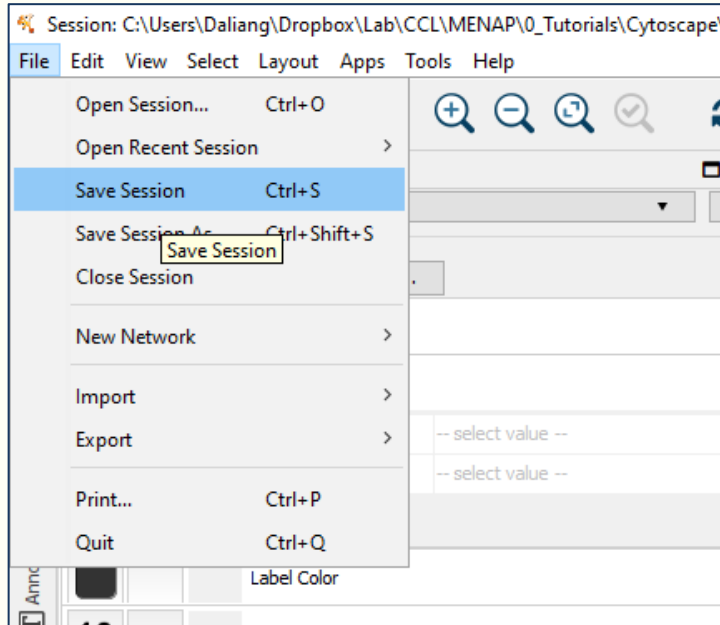 Session: C:\Users\Daliang\Dropbox\Lab\CCL\MENAP\0_Tutorials\Cytoscape\
File Edit View Select Layout Apps Tools Help
Open Session... Ctrl+O
Open Recent Session >
Save Session Ctrl+S
Save Session As Ctrl+Shift+S
Save Session
Close Session
.
New Network >
Import >
Export >
-- select value --
-- select value --
Print... Ctrl+P
Quit Ctrl+Q
Label Color